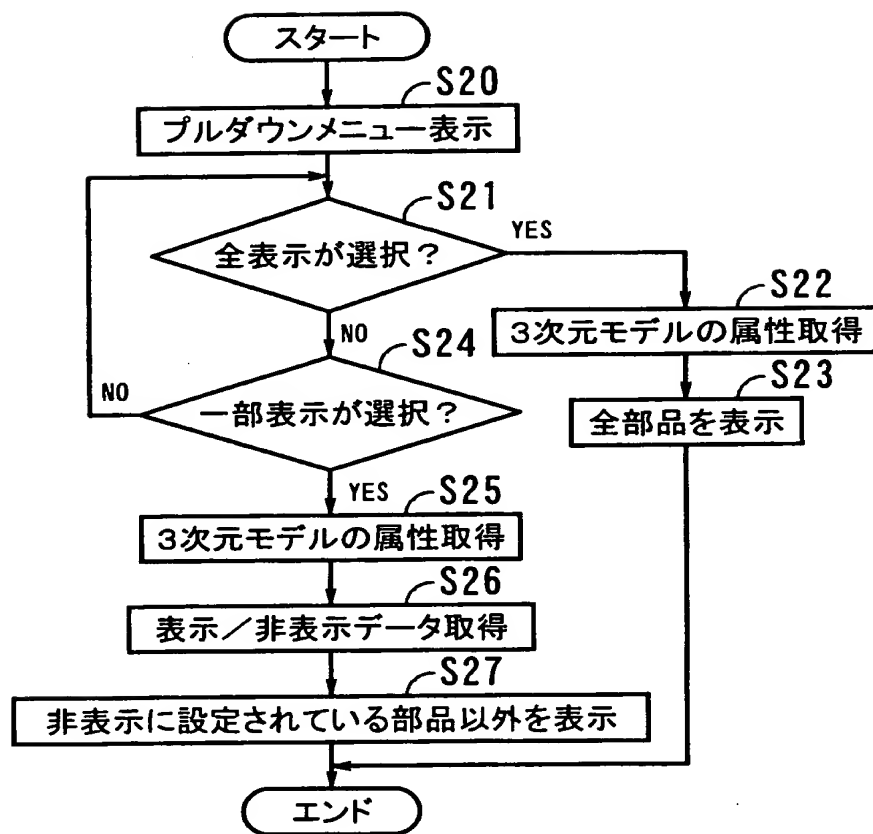 スタート
S20
プルダウンメニュー表示
S21
全表示が選択？
YES
S22
3次元モデルの属性取得
S23
全部品を表示
NO
S24
一部表示が選択？
NO
YES
S25
3次元モデルの属性取得
S26
表示／非表示データ取得
S27
非表示に設定されている部品以外を表示
エンド